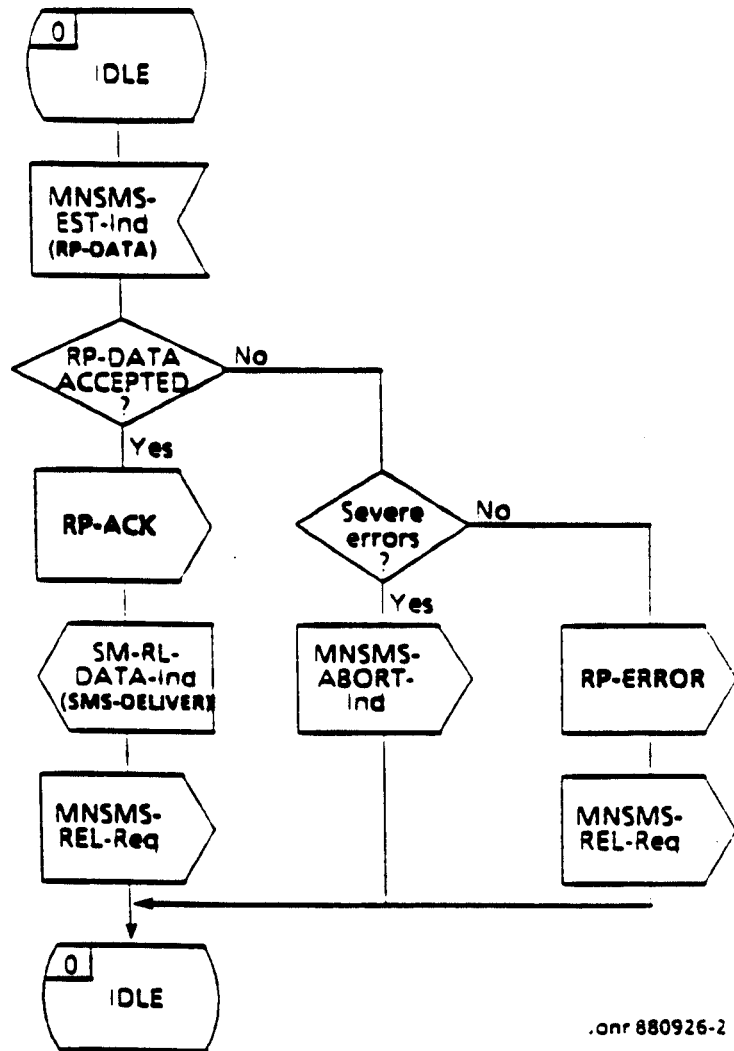 0
IDLE
MNSMS-
EST-Ind
(RP-DATA)
RP-DATA
ACCEPTED
?
No
Yes
RP-ACK
Severe
errors
?
No
Yes
SM-RL-
DATA-Ind
(SMS-DELIVER)
MNSMS-
ABORT-
Ind
RP-ERROR
MNSMS-
REL-Req
MNSMS-
REL-Req
0
IDLE
880926-2